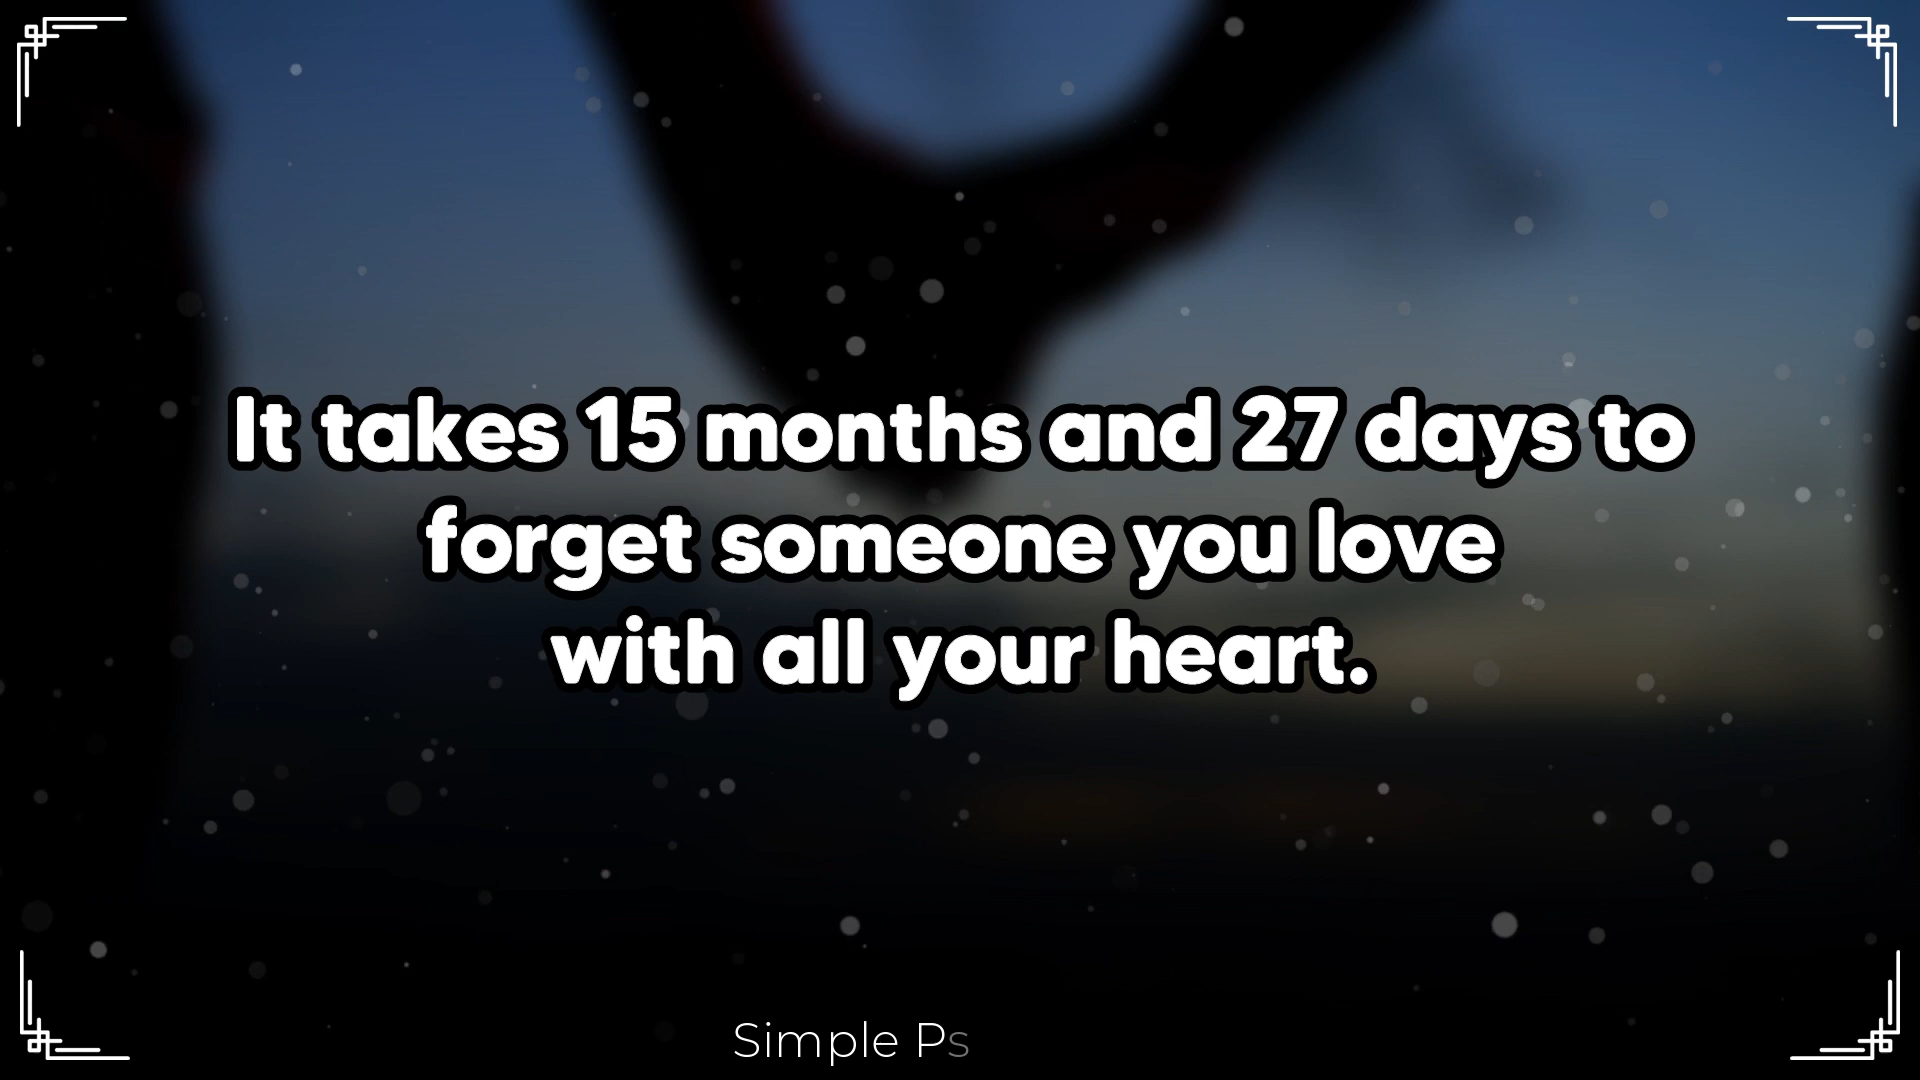 It takes 15 months and 27 days to
forget someone you love
with all your heart.
Simple Ps